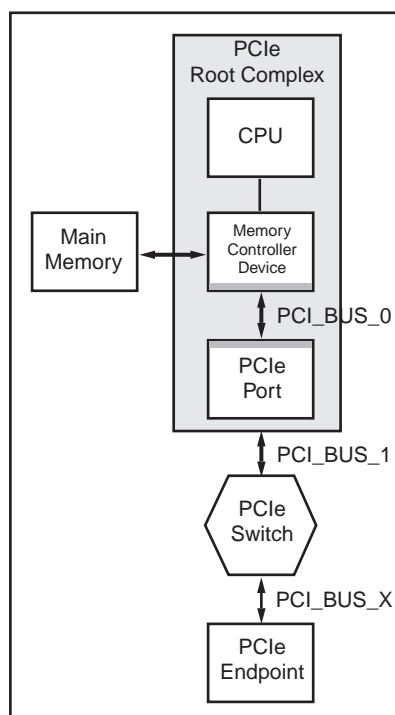 PCIe
Root Complex
CPU
Main
Memory
Memory
Controller
Device
PCI_BUS_0
PCIe
Port
PCI_BUS_1
PCIe
Switch
PCI_BUS_X
PCIe
Endpoint